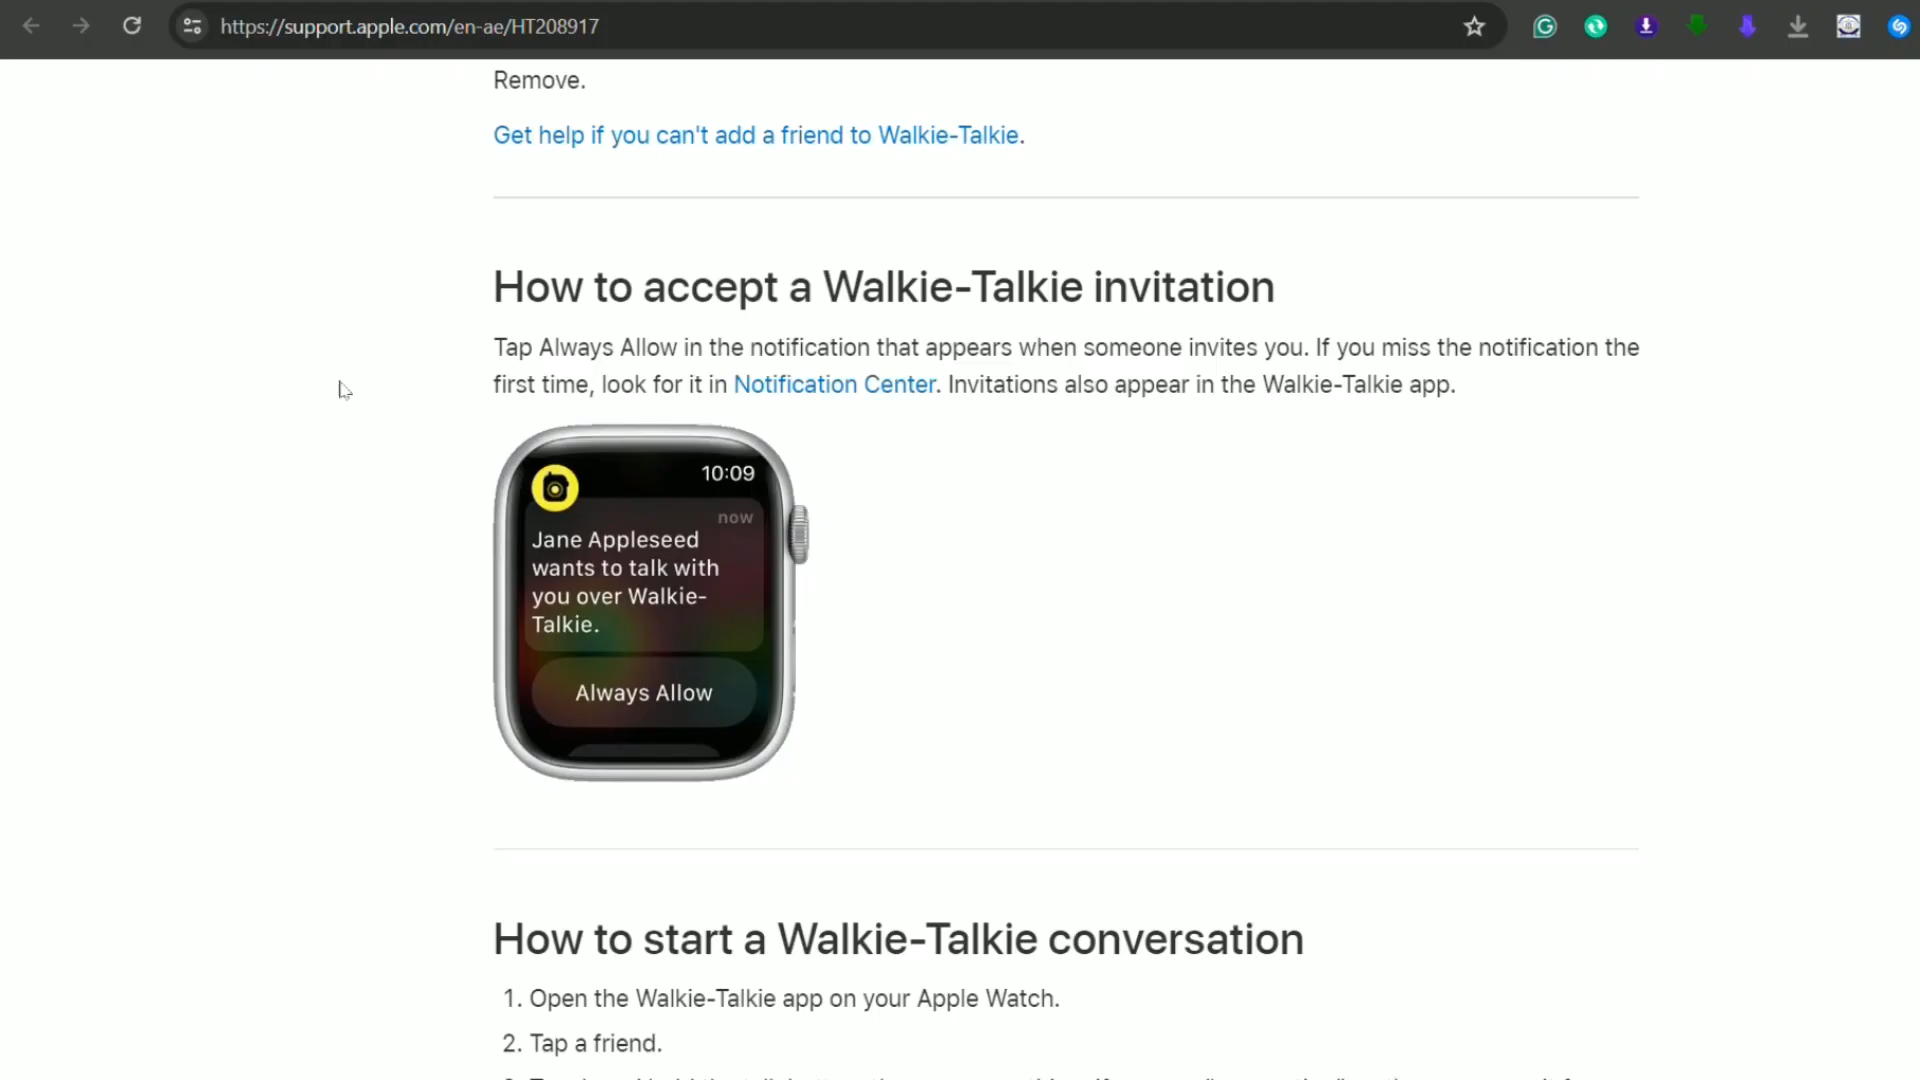 https://support.apple.com/en-ae/HT208917
Remove.
Get help if you can't add a friend to Walkie-Talkie.
How to accept a Walkie-Talkie invitation
Tap Always Allow in the notification that appears when someone invites you. If you miss the notification the
first time, look for it in Notification Center. Invitations also appear in the Walkie-Talkie app.
10:09
now
Jane Appleseed
wants to talk with
you over Walkie-
Talkie.
Always Allow
How to start a Walkie-Talkie conversation
1. Open the Walkie-Talkie app on your Apple Watch.
2. Tap a friend.